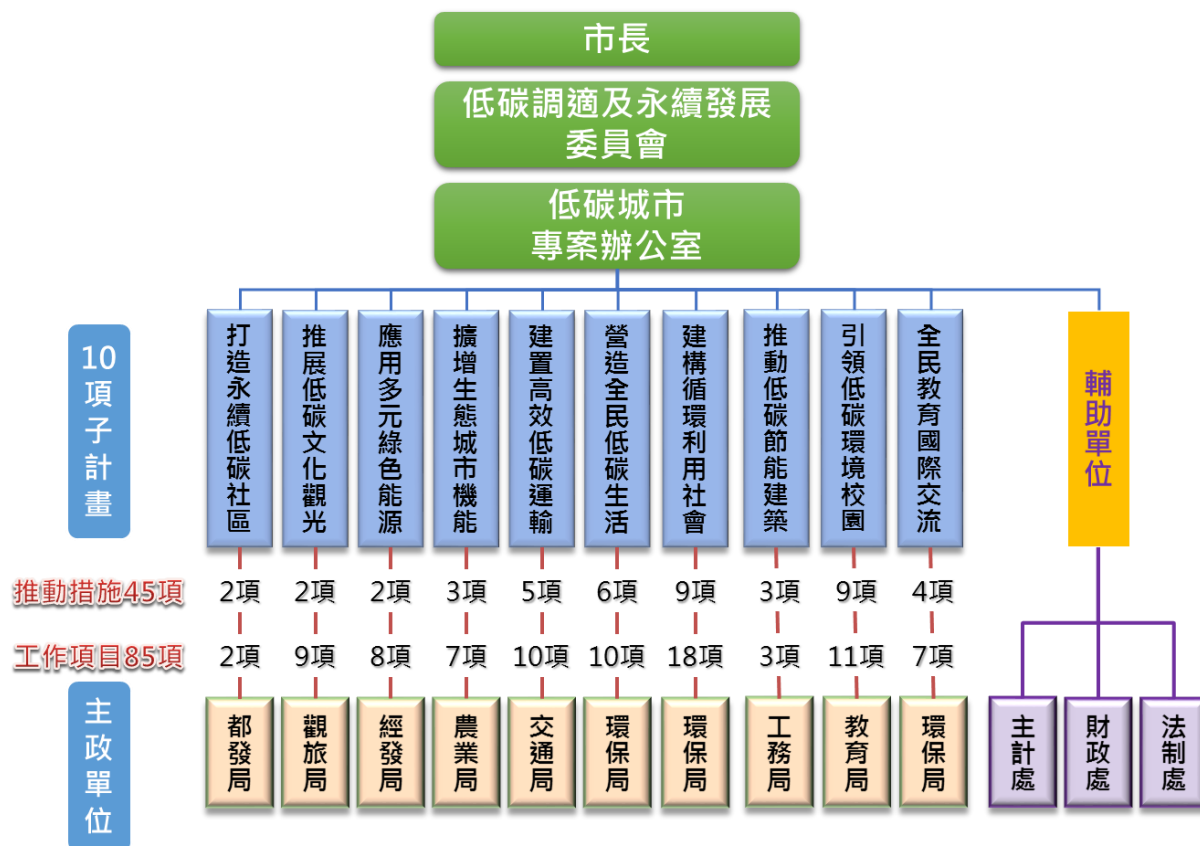 市長
低碳調適及永續發展
委員會
低碳城市
專案辦公室
10項子計畫
打造永續低碳社區
推展低碳文化觀光
應用多元綠色能源
擴增生態城市機能
建置高效低碳運輸
營造全民低碳生活
建構循環利用社會
推動低碳節能建築
引領低碳環境校園
全民教育國際交流
輔助單位
推動措施45項 2項 2項 2項 3項 5項 6項 9項 3項 9項 4項
工作項目85項 2項 9項 8項 7項 10項 10項 18項 3項 11項 7項
主政單位
都發局
觀旅局
經發局
農業局
交通局
環保局
環保局
工務局
教育局
環保局
主計處
財政處
法制處